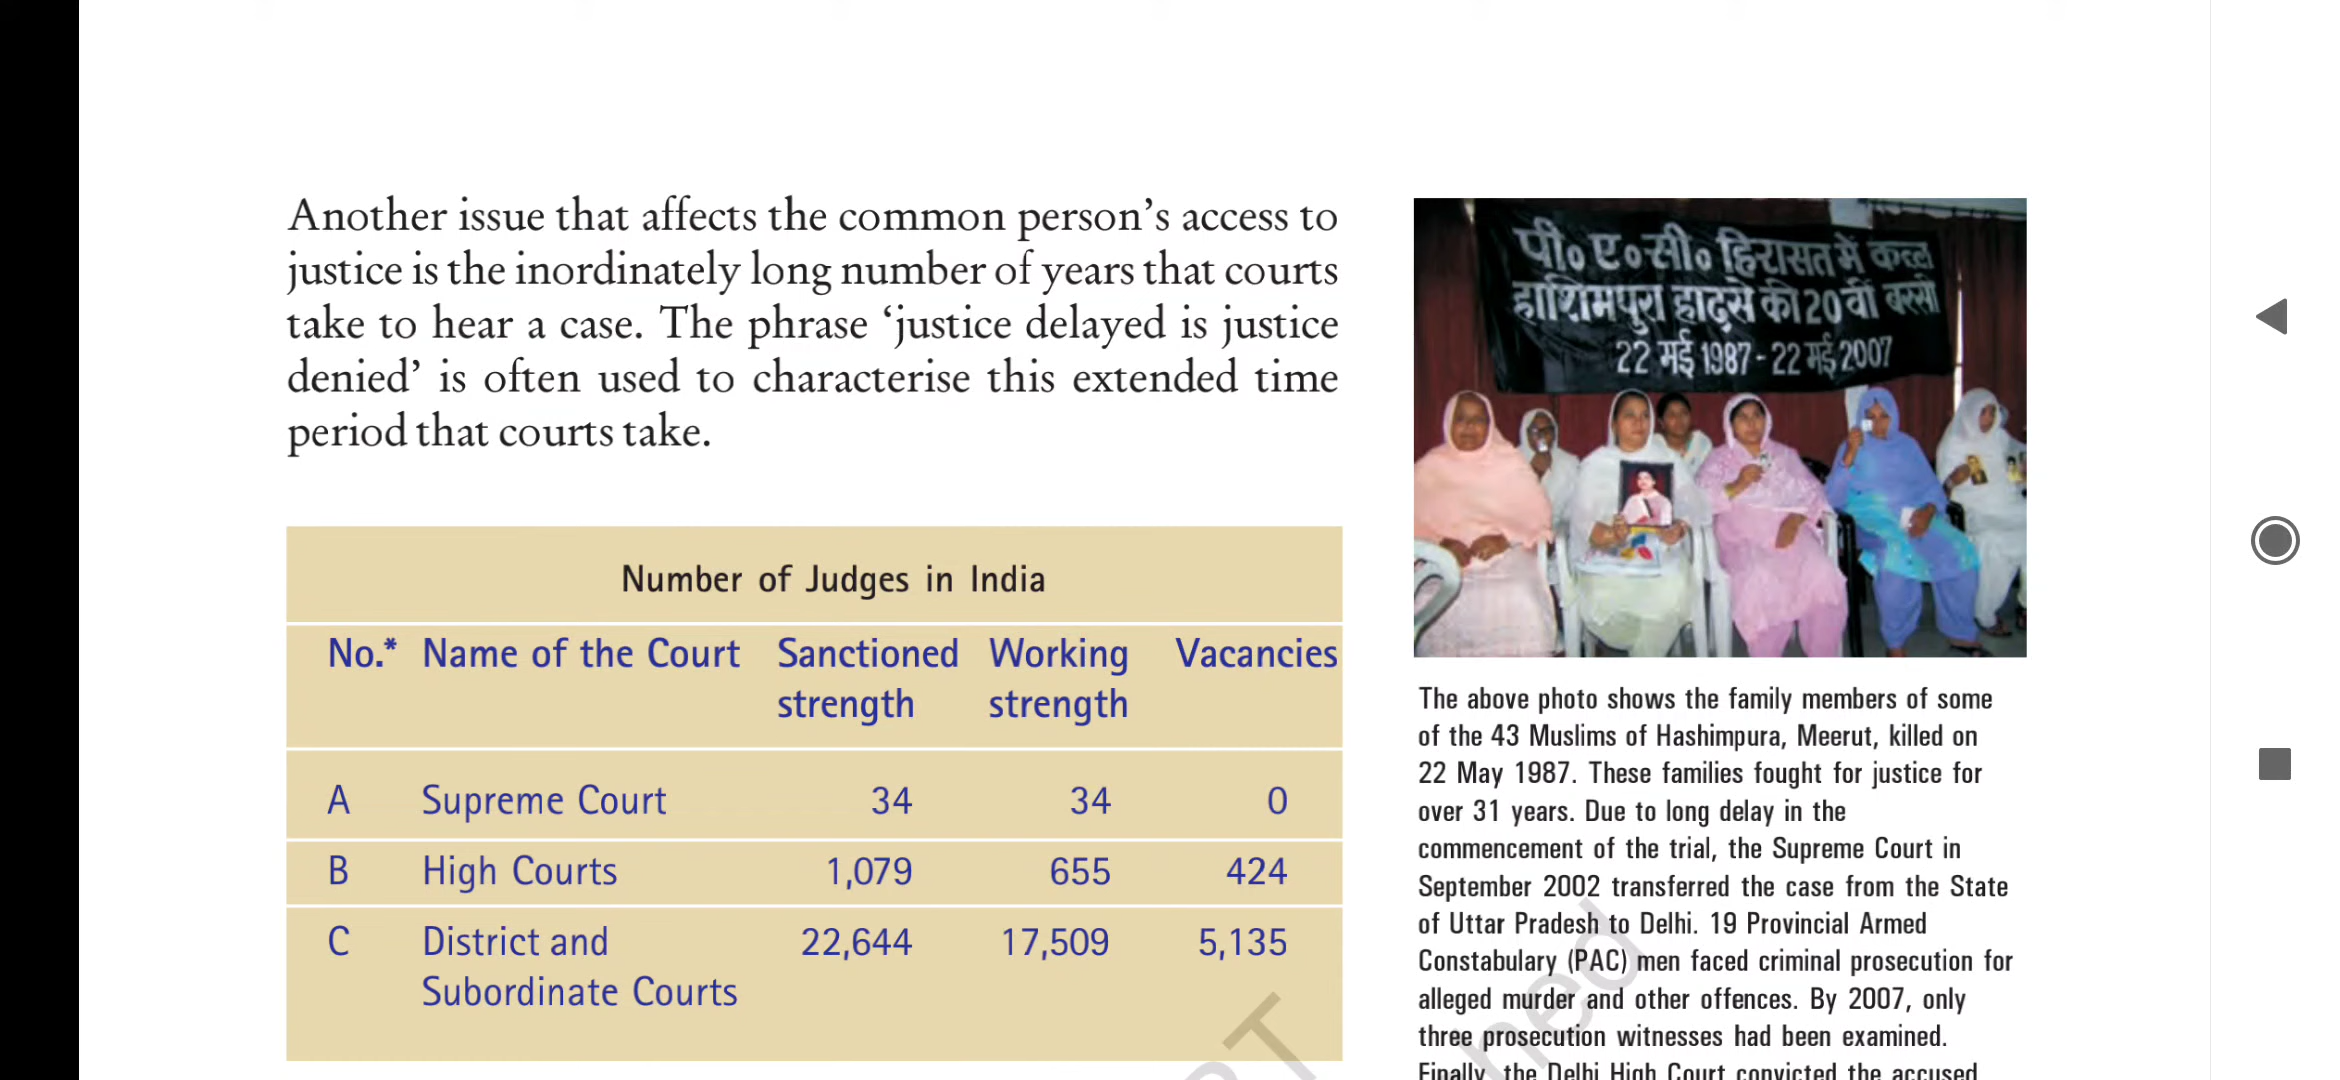 Another issue that affects the common person’s access to
justice is the inordinately long number of years that courts
take to hear a case. The phrase ‘justice delayed is justice
denied’ is often used to characterise this extended time
period that courts take.
Number of Judges in India
No.* Name of the Court Sanctioned strength Working strength Vacancies
A Supreme Court 34 34 0
B High Courts 1,079 655 424
C District and Subordinate Courts 22,644 17,509 5,135
पी० ए० सी० हिरासत में कत्ल
हाशिमपुरा हादसे की 20 वीं बरसी
22 मई 1987 - 22 मई 2007
The above photo shows the family members of some
of the 43 Muslims of Hashimpura, Meerut, killed on
22 May 1987. These families fought for justice for
over 31 years. Due to long delay in the
commencement of the trial, the Supreme Court in
September 2002 transferred the case from the State
of Uttar Pradesh to Delhi. 19 Provincial Armed
Constabulary (PAC) men faced criminal prosecution for
alleged murder and other offences. By 2007, only
three prosecution witnesses had been examined.
Finally, the Delhi High Court convicted the accused